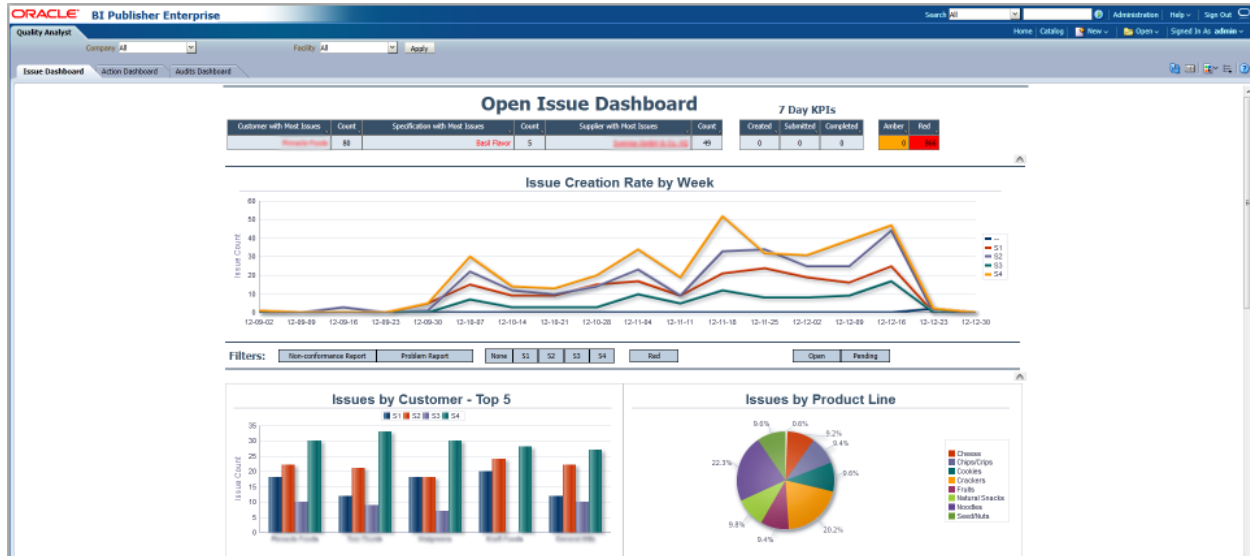 ORACLE BI Publisher Enterprise
Search All Administration Help Sign Out
Quality Analyst
Home Catalog New Open Signed In As admin
Company All Facility All Apply
Issue Dashboard Action Dashboard Audits Dashboard
Open Issue Dashboard
7 Day KPIs
Customer with Most Issues Count Specification with Most Issues Count Supplier with Most Issues Count Created Submitted Completed Amber Red
80 Basil Flavor 5 49 0 0 0 0
Issue Creation Rate by Week
Issue Count
60
50
40
30
20
10
0
12-09-02 12-09-09 12-09-16 12-09-23 12-09-30 12-10-07 12-10-14 12-10-21 12-10-28 12-11-04 12-11-11 12-11-18 12-11-25 12-12-02 12-12-09 12-12-16 12-12-23 12-12-30
--
S1
S2
S3
S4
Filters: Non-conformance Report Problem Report None S1 S2 S3 S4 Red Open Pending
Issues by Customer - Top 5
S1 S2 S3 S4
Issue Count
35
30
25
20
15
10
5
0
Issues by Product Line
9.6% 0.6%
9.2%
9.4%
22.3%
9.6%
9.8%
9.4%
20.2%
Cheese
Chips/Crips
Cookies
Crackers
Fruits
Natural Snacks
Noodles
Seed/Nuts